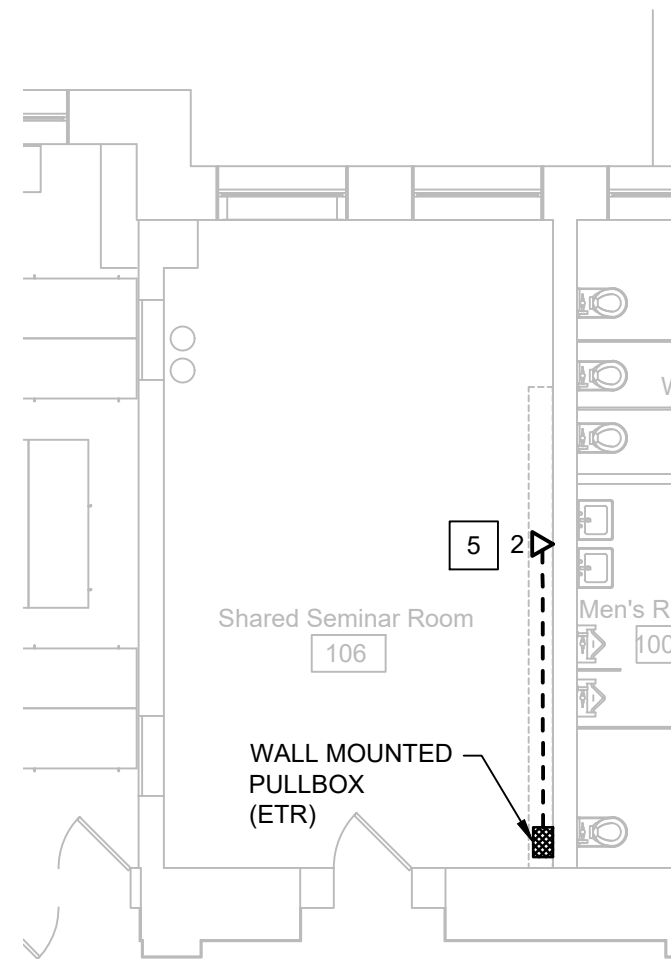 W
5 2
Shared Seminar Room
106
Men's R
100
WALL MOUNTED
PULLBOX
(ETR)